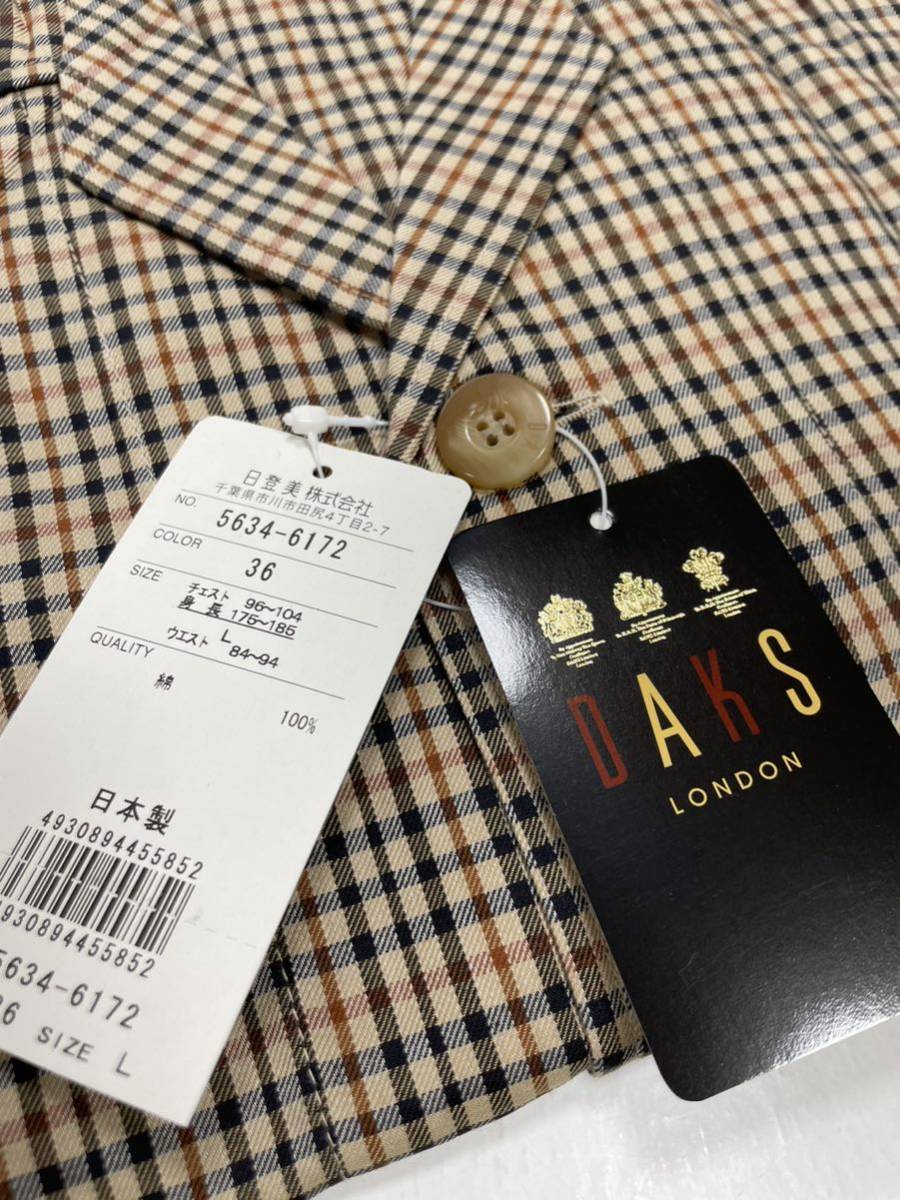 日登美株式会社
千葉県市川市田尻4丁目2-7
NO. 5634-6172
COLOR 36
SIZE チェスト 96~104
身長 175~185
L
ウエスト 84~94
QUALITY
綿 100%
日本製
4930894455852
4930894455852
5634-6172
36 SIZE L
DAKS
LONDON